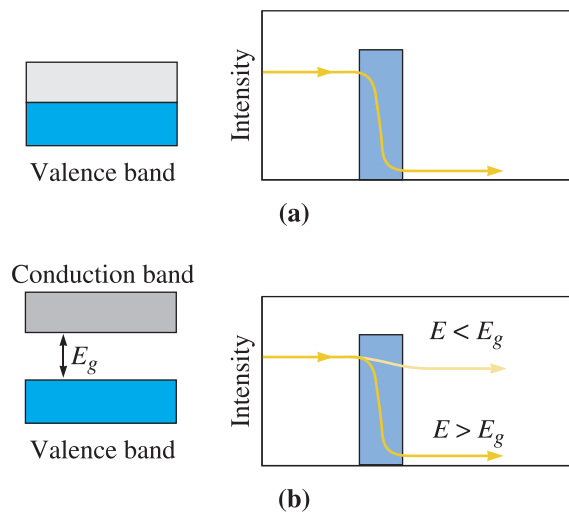 Intensity
Valence band
(a)
Conduction band
E_g
Valence band
Intensity
E < E_g
E > E_g
(b)